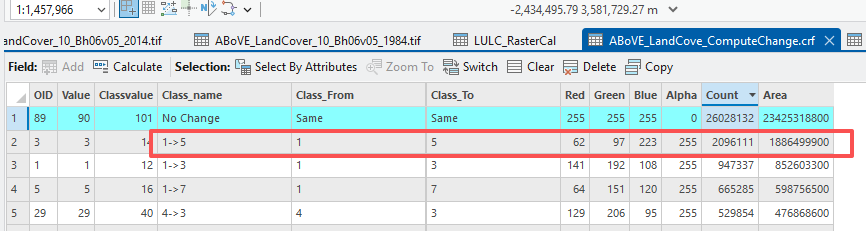 1:1,457,966 -2,434,495.79 3,581,729.27 m
andCover_10_Bh06v05_2014.tif ABoVE_LandCover_10_Bh06v05_1984.tif LULC_RasterCal ABoVE_LandCove_ComputeChange.crf
Field: Add Calculate Selection: Select By Attributes Zoom To Switch Clear Delete Copy
OID Value Classvalue Class_name Class_From Class_To Red Green Blue Alpha Count Area
1 89 90 101 No Change Same Same 255 255 255 0 26028132 23425318800
2 3 3 14 1->5 1 5 62 97 223 255 2096111 1886499900
3 1 1 12 1->3 1 3 141 192 108 255 947337 852603300
4 5 5 16 1->7 1 7 64 151 120 255 665285 598756500
5 29 29 40 4->3 4 3 129 206 95 255 529854 476868600